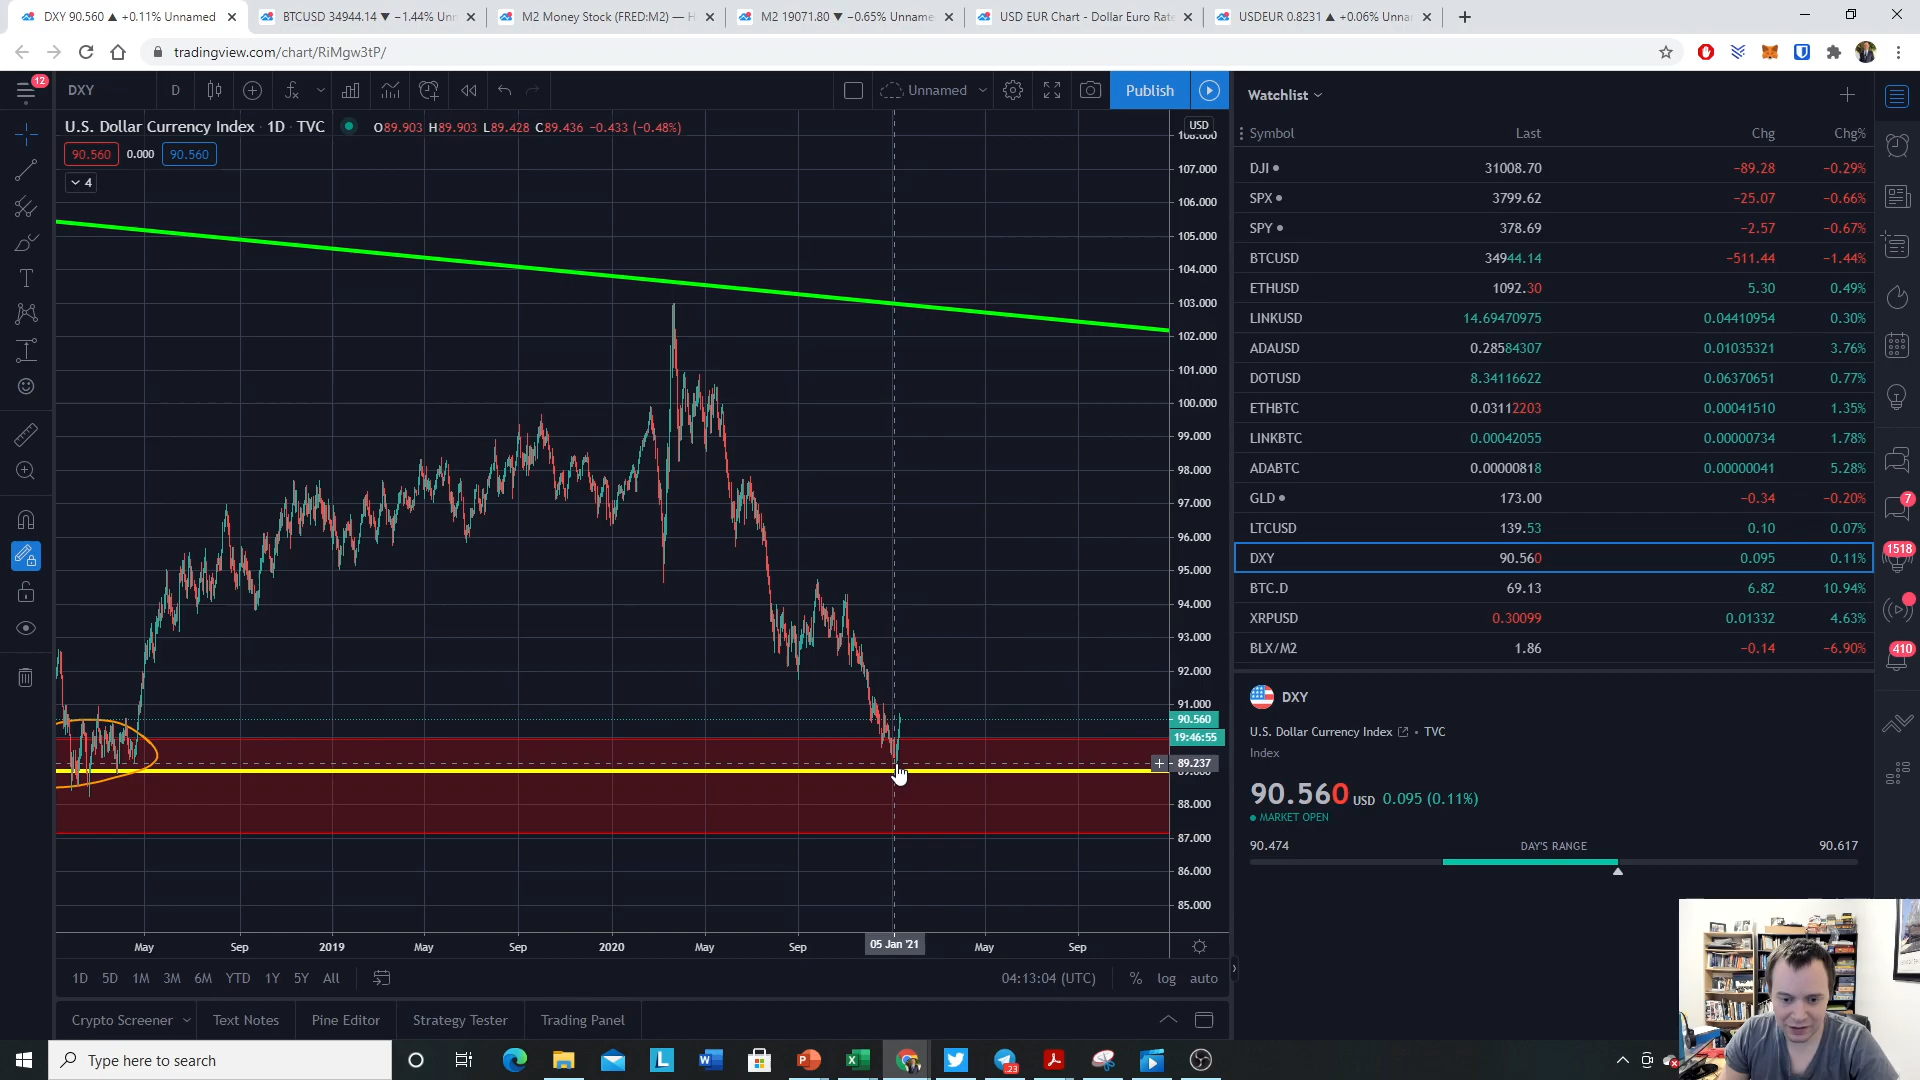 DXY 90.560 ▲ +0.11% Unnamed
BTCUSD 34944.14 ▼ −1.44% Unn
M2 Money Stock (FRED:M2) — H
M2 19071.80 ▼ −0.65% Unname
USD EUR Chart - Dollar Euro Rate
USDEUR 0.8231 ▲ +0.06% Unna
tradingview.com/chart/RiMgw3tP/
12
DXY
D
Unnamed
Publish
U.S. Dollar Currency Index · 1D · TVC
O89.903 H89.903 L89.428 C89.436 −0.433 (−0.48%)
90.560 0.000 90.560
4
USD
108.000
107.000
106.000
105.000
104.000
103.000
102.000
101.000
100.000
99.000
98.000
97.000
96.000
95.000
94.000
93.000
92.000
91.000
90.560
19:46:55
89.237
88.000
87.000
86.000
85.000
May Sep 2019 May Sep 2020 May Sep 05 Jan '21 May Sep
1D 5D 1M 3M 6M YTD 1Y 5Y All
04:13:04 (UTC) % log auto
Crypto Screener Text Notes Pine Editor Strategy Tester Trading Panel
Watchlist
Symbol Last Chg Chg%
DJI 31008.70 −89.28 −0.29%
SPX 3799.62 −25.07 −0.66%
SPY 378.69 −2.57 −0.67%
BTCUSD 34944.14 −511.44 −1.44%
ETHUSD 1092.30 5.30 0.49%
LINKUSD 14.69470975 0.04410954 0.30%
ADAUSD 0.28584307 0.01035321 3.76%
DOTUSD 8.34116622 0.06370651 0.77%
ETHBTC 0.03112203 0.00041510 1.35%
LINKBTC 0.00042055 0.00000734 1.78%
ADABTC 0.00000818 0.00000041 5.28%
GLD 173.00 −0.34 −0.20%
LTCUSD 139.53 0.10 0.07%
DXY 90.560 0.095 0.11%
BTC.D 69.13 6.82 10.94%
XRPUSD 0.30099 0.01332 4.63%
BLX/M2 1.86 −0.14 −6.90%
DXY
U.S. Dollar Currency Index · TVC
Index
90.560 USD 0.095 (0.11%)
MARKET OPEN
90.474 DAY'S RANGE 90.617
7
1518
410
Type here to search
23